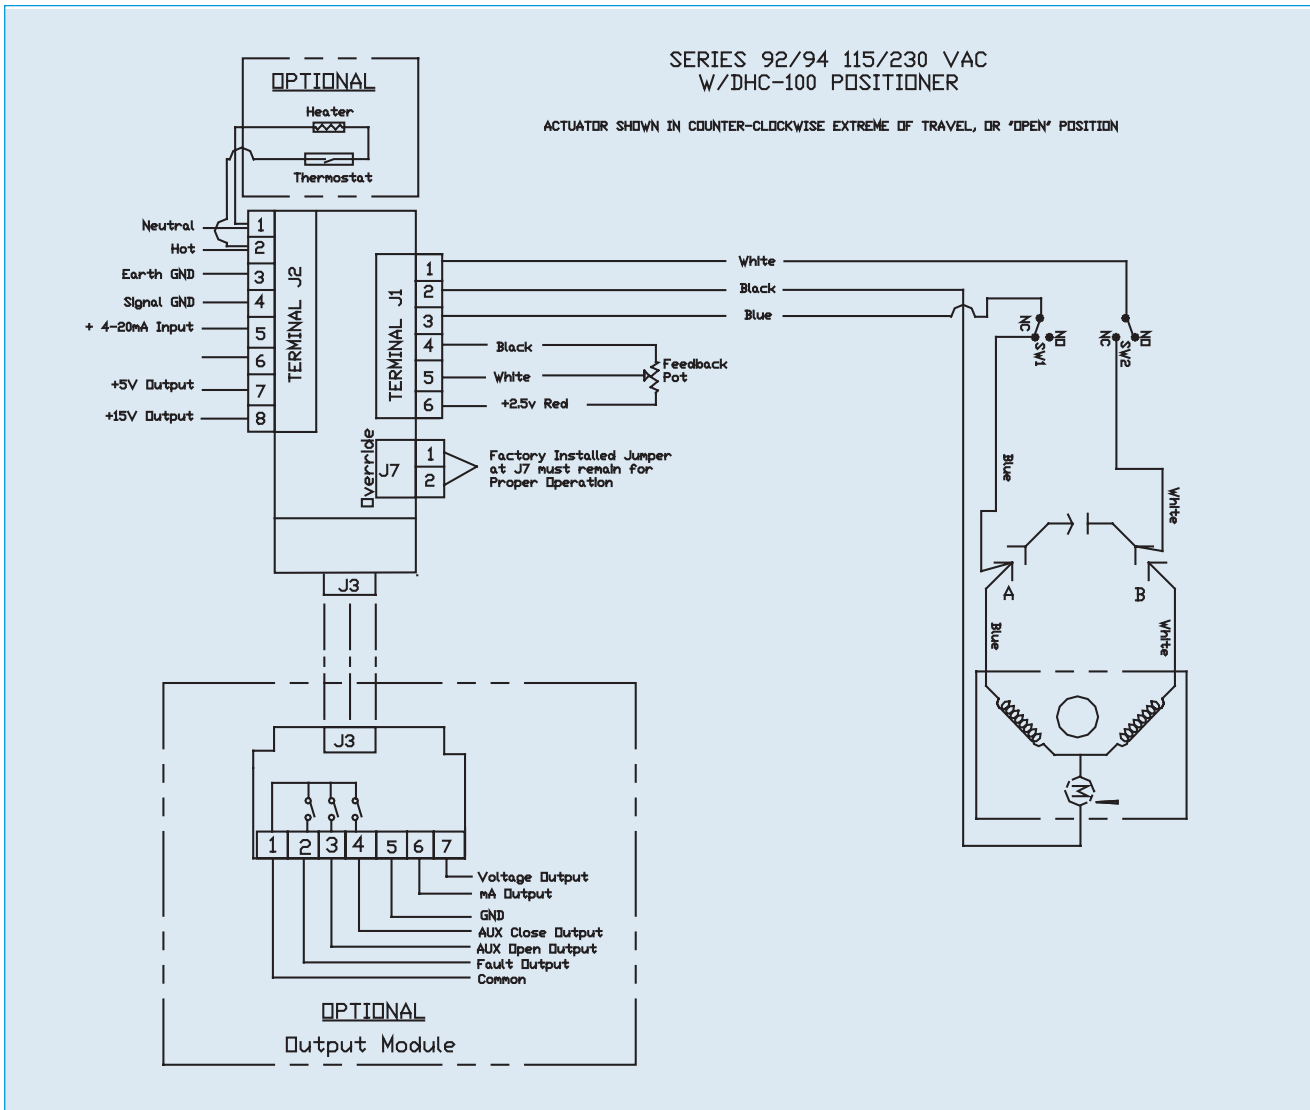 SERIES 92/94 115/230 VAC
W/DHC-100 POSITIONER
ACTUATOR SHOWN IN COUNTER-CLOCKWISE EXTREME OF TRAVEL, OR "OPEN" POSITION
OPTIONAL
Heater
Thermostat
Neutral
Hot
Earth GND
Signal GND
+ 4-20mA Input
+5V Output
+15V Output
1
2
3
4
5
6
7
8
TERMINAL J2
TERMINAL J1
1
2
3
4
5
6
White
Black
Blue
Black
White
+2.5v Red
Feedback
Pot
Override
J7
1
2
Factory Installed Jumper
at J7 must remain for
Proper Operation
NC
NO
SW1
NC
NO
SW2
Blue
White
A
B
Blue
White
M
J3
J3
1
2
3
4
5
6
7
Voltage Output
mA Output
GND
AUX Close Output
AUX Open Output
Fault Output
Common
OPTIONAL
Output Module